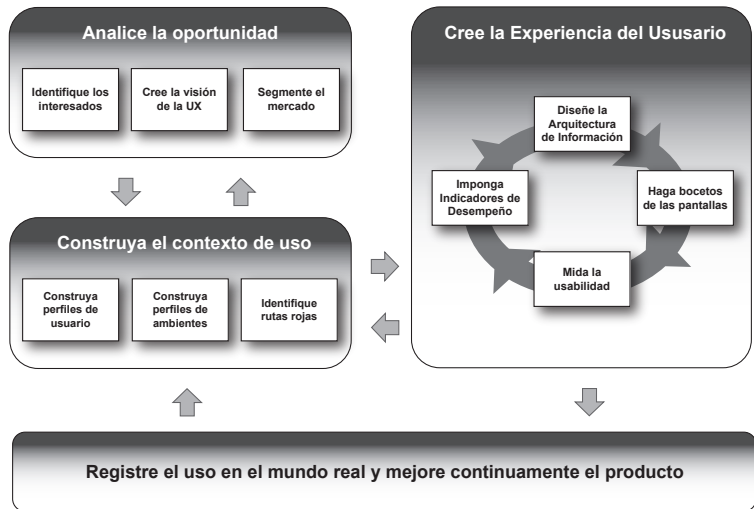 Analice la oportunidad
Identifique los
interesados
Cree la visión
de la UX
Segmente el
mercado
Construya el contexto de uso
Construya
perfiles de
usuario
Construya
perfiles de
ambientes
Identifique
rutas rojas
Cree la Experiencia del Ususario
Diseñe la
Arquitectura
de Información
Imponga
Indicadores de
Desempeño
Haga bocetos
de las pantallas
Mida la
usabilidad
Registre el uso en el mundo real y mejore continuamente el producto